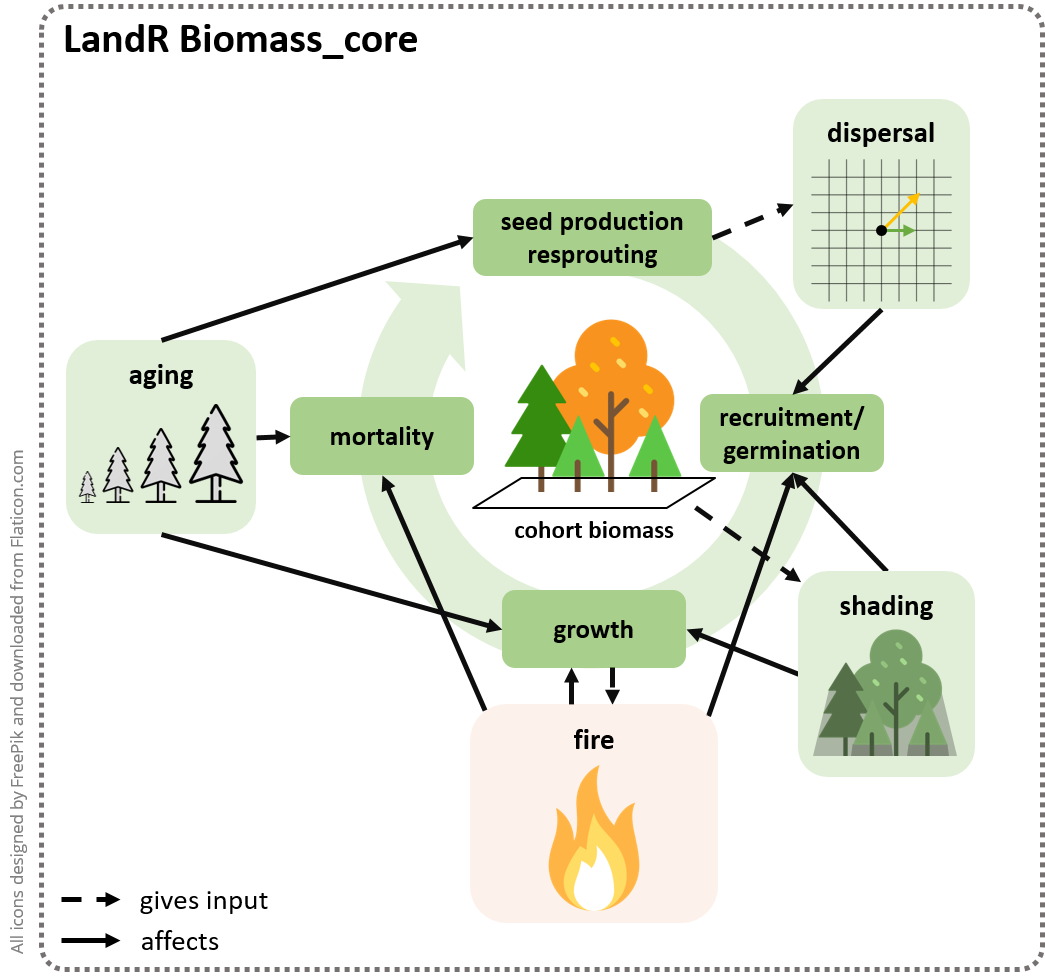 LandR Biomass_core
dispersal
seed production
resprouting
aging
mortality
recruitment/
germination
cohort biomass
growth
shading
fire
gives input
affects
All icons designed by FreePik and downloaded from Flaticon.com